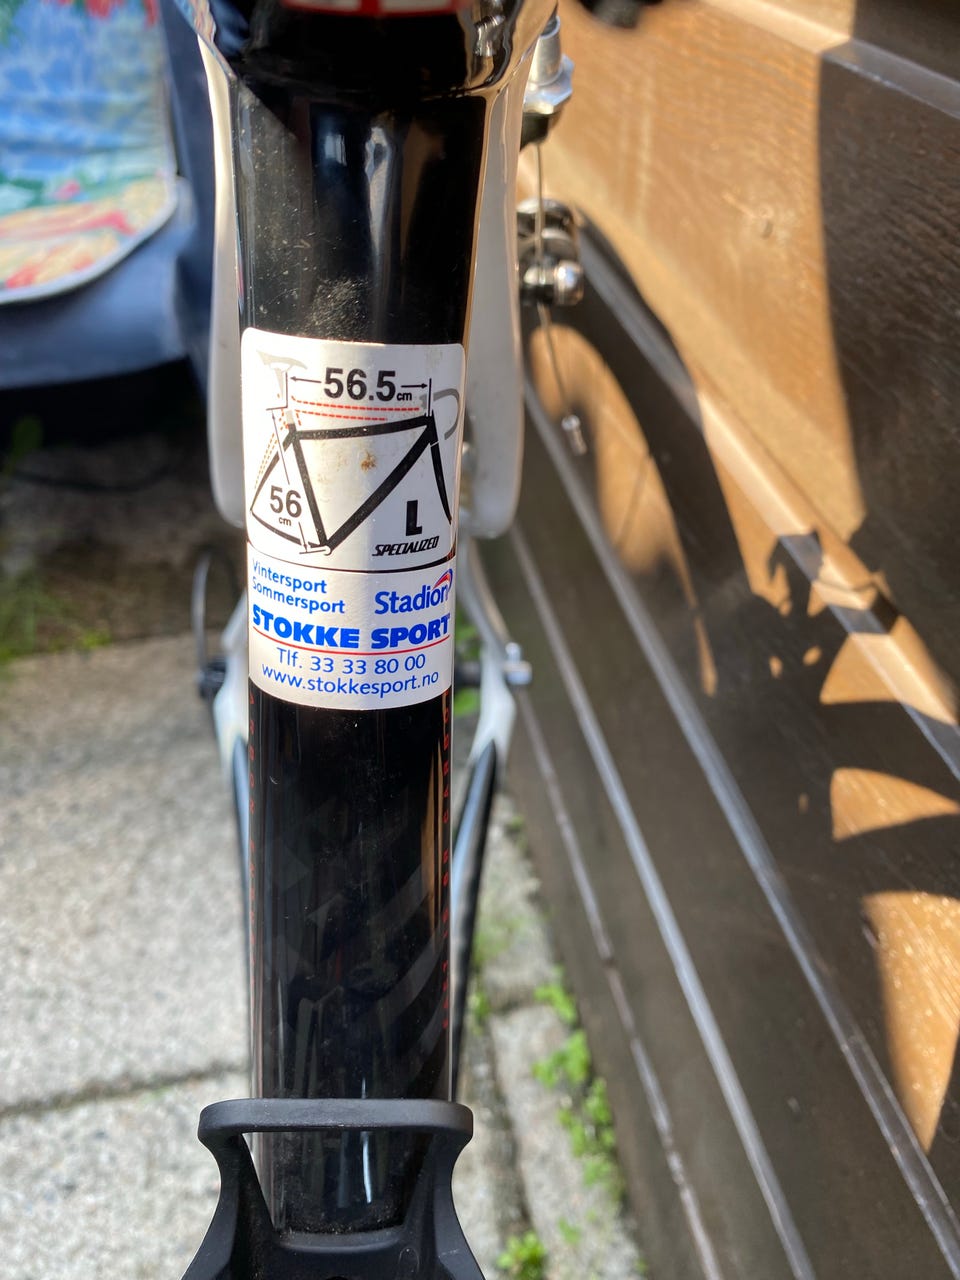 56.5 cm
56
cm
L
SPECIALIZED
Vintersport
Sommersport
Stadion
STOKKE SPORT
Tlf. 33 33 80 00
www.stokkesport.no